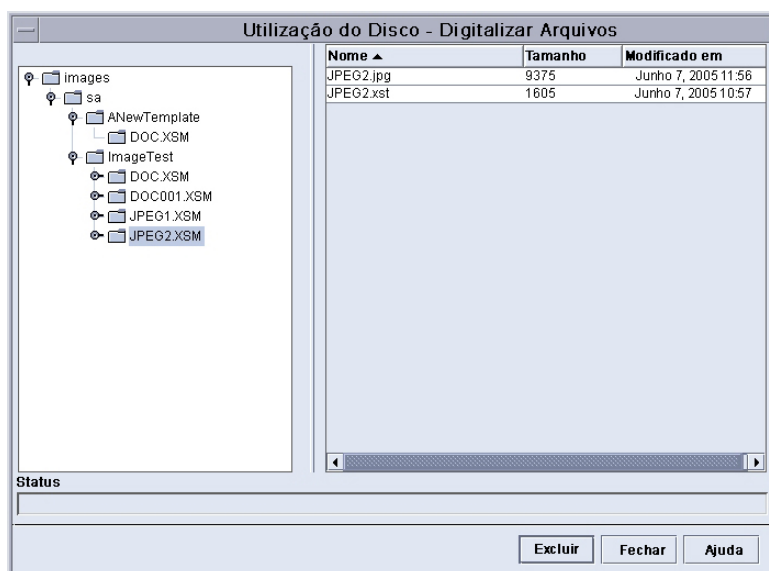 Utilização do Disco - Digitalizar Arquivos
images
sa
ANewTemplate
DOC.XSM
ImageTest
DOC.XSM
DOC001.XSM
JPEG1.XSM
JPEG2.XSM
Nome Tamanho Modificado em
JPEG2.jpg 9375 Junho 7, 2005 11:56
JPEG2.xst 1605 Junho 7, 2005 10:57
Status
Excluir Fechar Ajuda